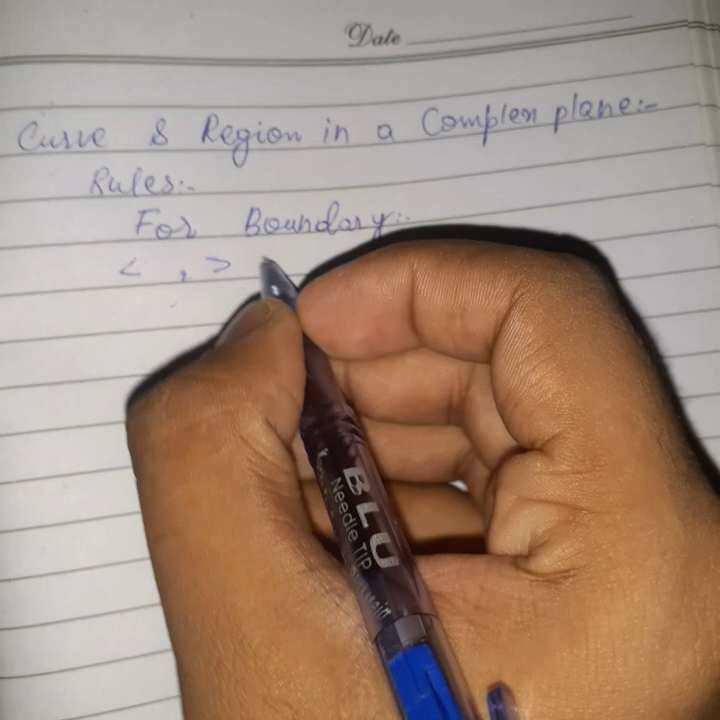 Date
Curve & Region in a Complex plane:-
Rules:-
For Boundary:-
< , >
BLU
Needle TIP